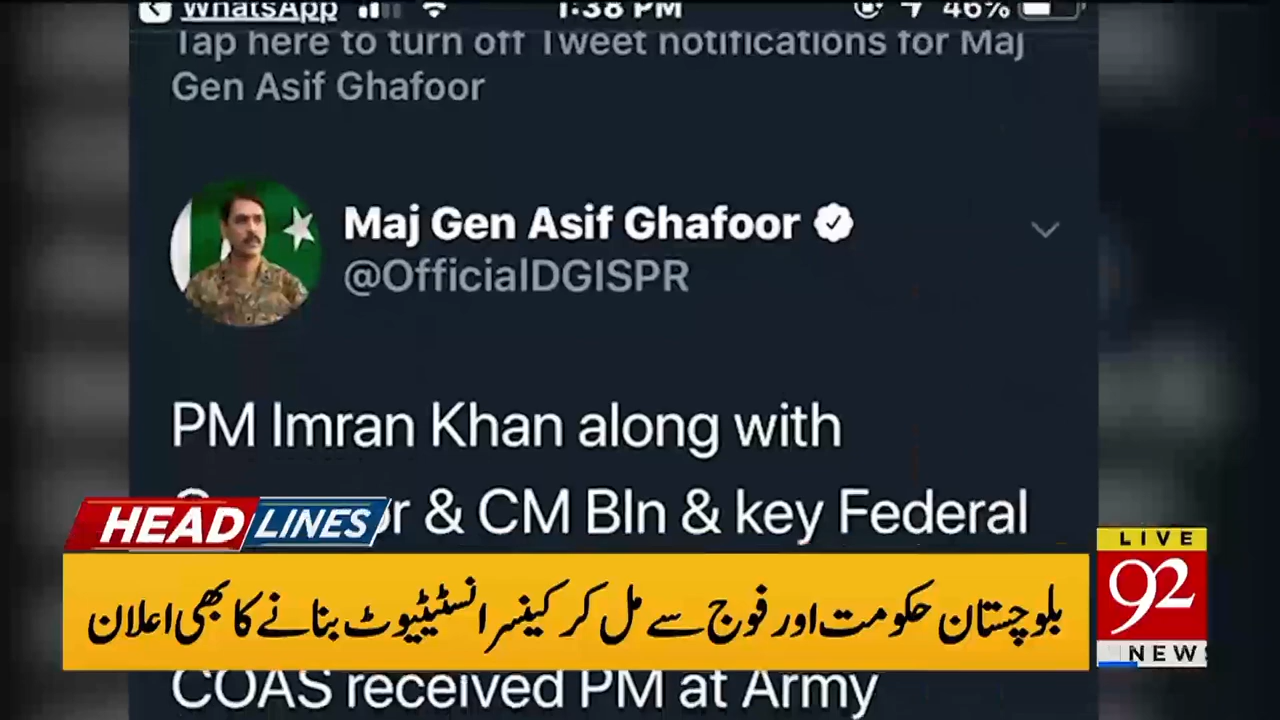 WhatsApp 1:38 PM 46%
Tap here to turn off Tweet notifications for Maj
Gen Asif Ghafoor
Maj Gen Asif Ghafoor
@OfficialDGISPR
PM Imran Khan along with
& CM Bln & key Federal
HEADLINES
بلوچستان حکومت اور فوج سے مل کر کینسر انسٹیٹیوٹ بنانے کا بھی اعلان
LIVE
92
NEWS
COAS received PM at Army